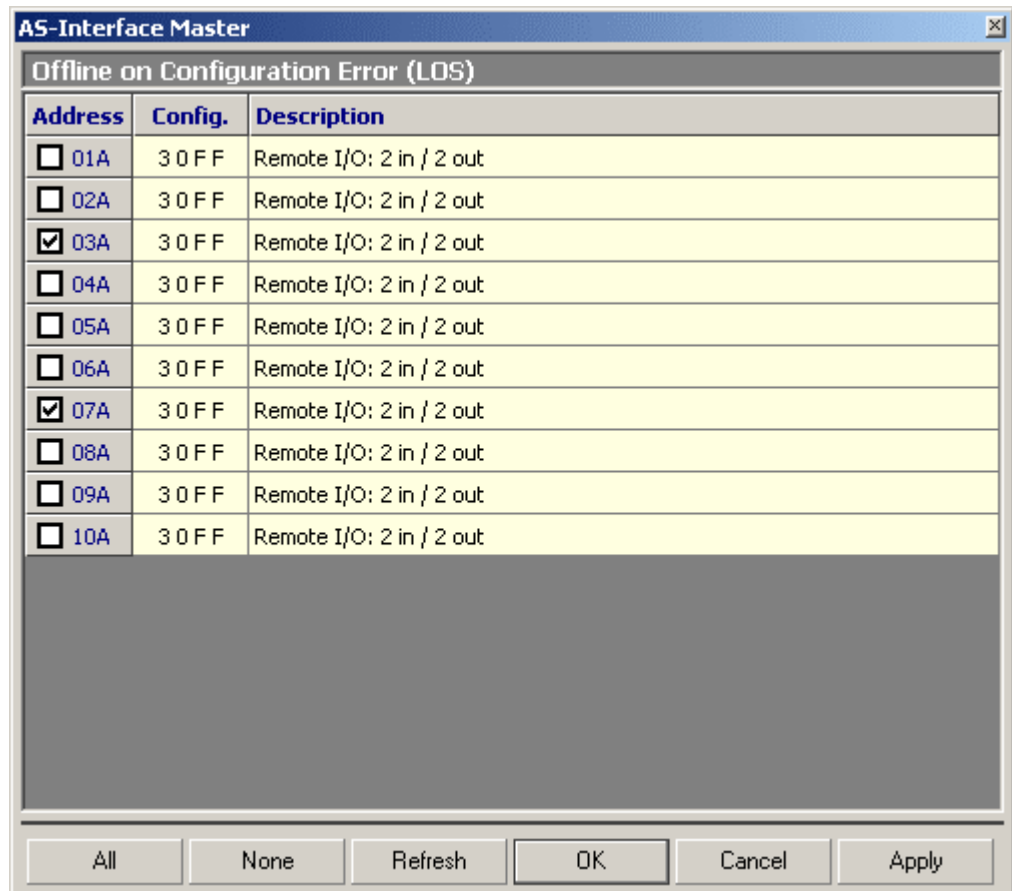 AS-Interface Master
Offline on Configuration Error (LOS)
Address Config. Description
01A 3 0 F F Remote I/O: 2 in / 2 out
02A 3 0 F F Remote I/O: 2 in / 2 out
03A 3 0 F F Remote I/O: 2 in / 2 out
04A 3 0 F F Remote I/O: 2 in / 2 out
05A 3 0 F F Remote I/O: 2 in / 2 out
06A 3 0 F F Remote I/O: 2 in / 2 out
07A 3 0 F F Remote I/O: 2 in / 2 out
08A 3 0 F F Remote I/O: 2 in / 2 out
09A 3 0 F F Remote I/O: 2 in / 2 out
10A 3 0 F F Remote I/O: 2 in / 2 out
All None Refresh OK Cancel Apply